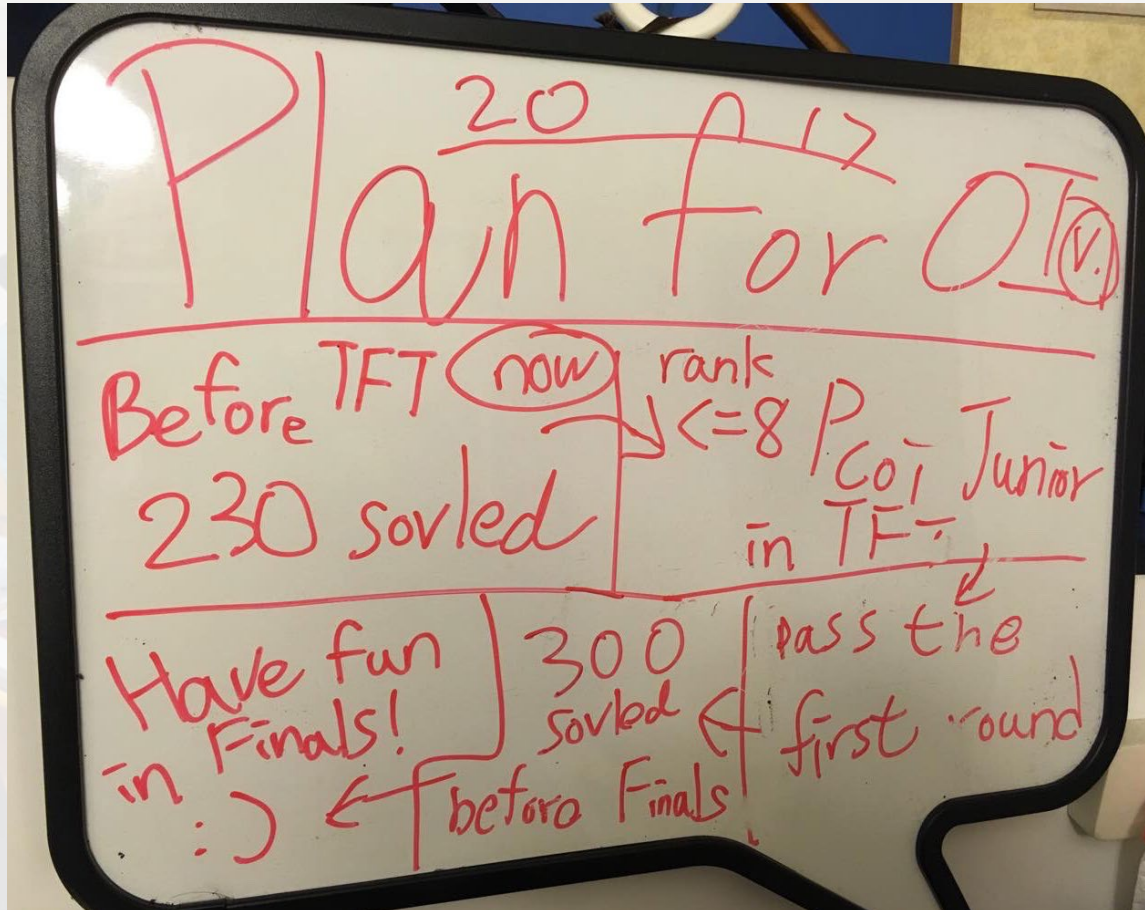 20 17
Plan for OI
v.
Before TFT now
230 sovled
rank
<=8 Pcoi Junior
in TFT
pass the
first round
300
sovled
before Finals
Have fun
in Finals!
:)